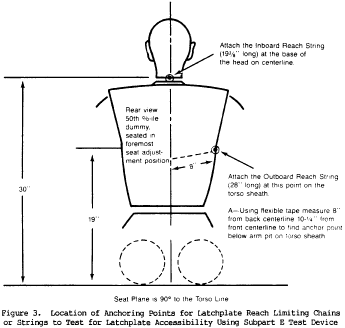 Attach the Inboard Reach String
(19¾" long) at the base of
the head on centerline.
Rear view
50th %ile
dummy,
seated in
foremost
seat adjust-
ment position
8"
30"
19"
Attach the Outboard Reach String
(28" long) at this point on the
torso sheath.
A—Using flexible tape measure 8"
from back centerline 10-¼" from
front centerline to find anchor point
below arm pit on torso sheath
Seat Plane is 90° to the Torso Line
Figure 3. Location of Anchoring Points for Latchplate Reach Limiting Chains
or Strings to Test for Latchplate Accessibility Using Subpart E Test Device